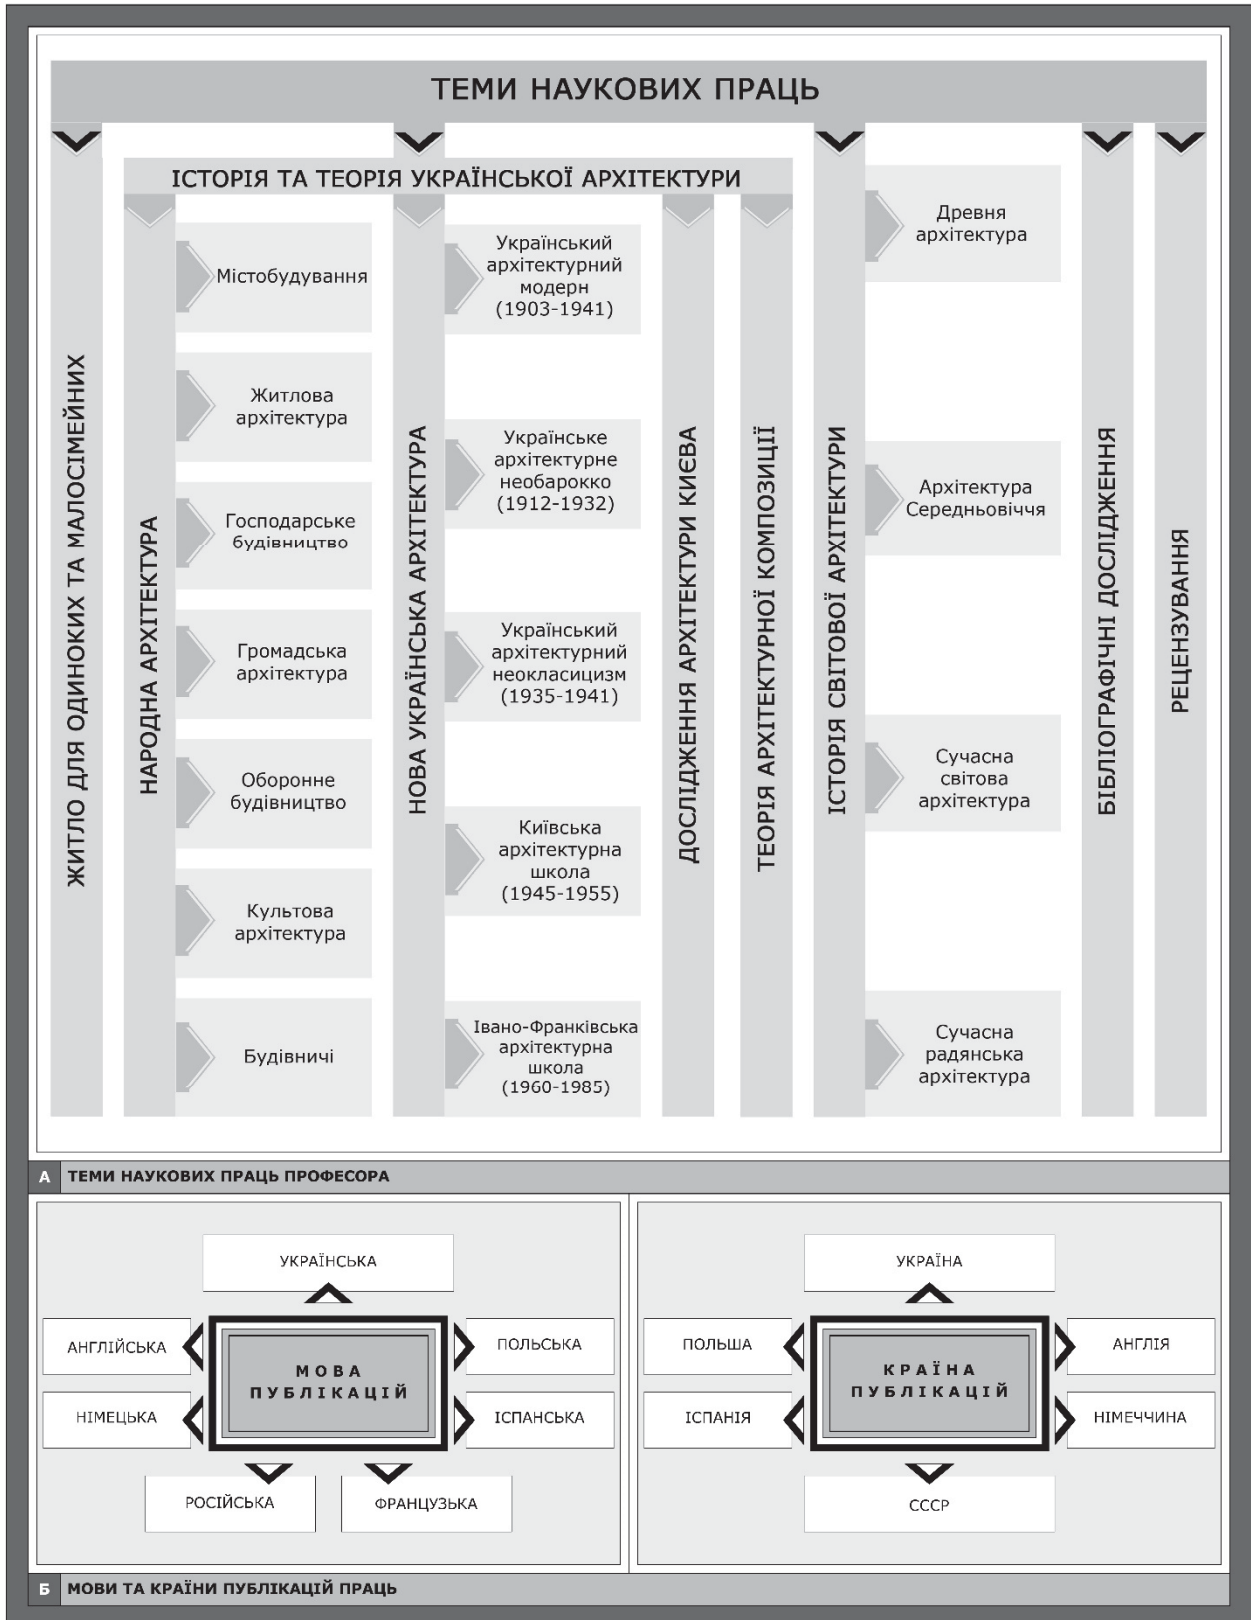 ТЕМИ НАУКОВИХ ПРАЦЬ
ЖИТЛО ДЛЯ ОДИНОКИХ ТА МАЛОСІМЕЙНИХ
ІСТОРІЯ ТА ТЕОРІЯ УКРАЇНСЬКОЇ АРХІТЕКТУРИ
НАРОДНА АРХІТЕКТУРА
Містобудування
Житлова
архітектура
Господарське
будівництво
Громадська
архітектура
Оборонне
будівництво
Культова
архітектура
Будівничі
НОВА УКРАЇНСЬКА АРХІТЕКТУРА
Український
архітектурний
модерн
(1903-1941)
Українське
архітектурне
необарокко
(1912-1932)
Український
архітектурний
неокласицизм
(1935-1941)
Київська
архітектурна
школа
(1945-1955)
Івано-Франківська
архітектурна
школа
(1960-1985)
ДОСЛІДЖЕННЯ АРХІТЕКТУРИ КИЄВА
ТЕОРІЯ АРХІТЕКТУРНОЇ КОМПОЗИЦІЇ
ІСТОРІЯ СВІТОВОЇ АРХІТЕКТУРИ
Древня
архітектура
Архітектура
Середньовіччя
Сучасна
світова
архітектура
Сучасна
радянська
архітектура
БІБЛІОГРАФІЧНІ ДОСЛІДЖЕННЯ
РЕЦЕНЗУВАННЯ
А ТЕМИ НАУКОВИХ ПРАЦЬ ПРОФЕСОРА
УКРАЇНСЬКА
АНГЛІЙСЬКА
ПОЛЬСЬКА
МОВА
ПУБЛІКАЦІЙ
НІМЕЦЬКА
ІСПАНСЬКА
РОСІЙСЬКА
ФРАНЦУЗЬКА
УКРАЇНА
ПОЛЬША
АНГЛІЯ
КРАЇНА
ПУБЛІКАЦІЙ
ІСПАНІЯ
НІМЕЧЧИНА
СССР
Б МОВИ ТА КРАЇНИ ПУБЛІКАЦІЙ ПРАЦЬ